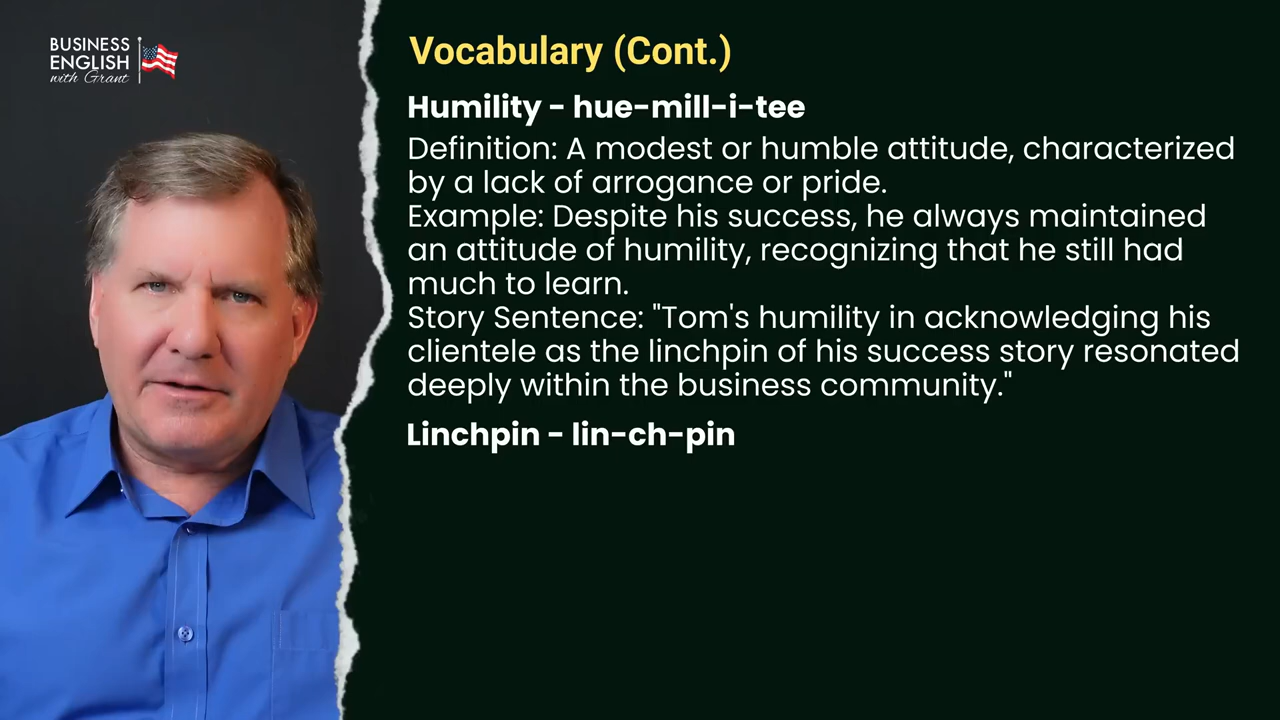 BUSINESS
ENGLISH
with Grant
Vocabulary (Cont.)
Humility - hue-mill-i-tee
Definition: A modest or humble attitude, characterized
by a lack of arrogance or pride.
Example: Despite his success, he always maintained
an attitude of humility, recognizing that he still had
much to learn.
Story Sentence: "Tom's humility in acknowledging his
clientele as the linchpin of his success story resonated
deeply within the business community."
Linchpin - lin-ch-pin